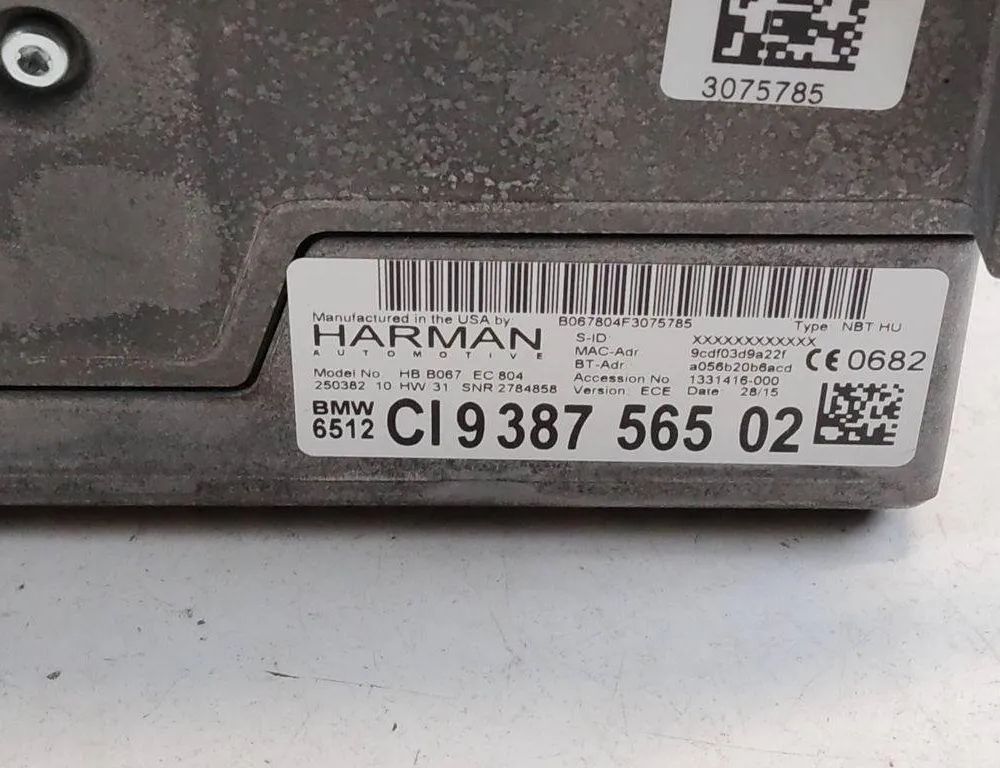 3075785
Manufactured in the USA by
B067804F3075785
Type NBT HU
HARMAN
AUTOMOTIVE
S-ID XXXXXXXXXXXX
MAC-Adr 9cdf03d9a22f
BT-Adr a056b20b6acd
CE 0682
Model No HB B067 EC 804
Accession No 1331416-000
250382 10 HW 31 SNR 2784858
Version: ECE Date: 28/15
BMW
6512
CI 9 387 565 02